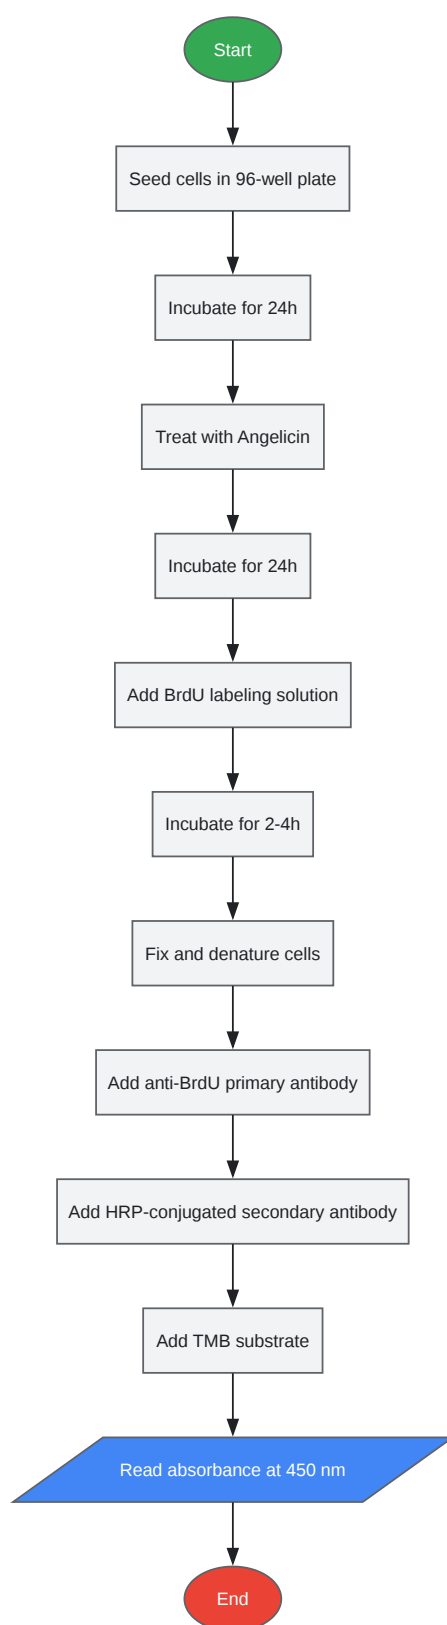 Start
Seed cells in 96-well plate
Incubate for 24h
Treat with Angelicin
Incubate for 24h
Add BrdU labeling solution
Incubate for 2-4h
Fix and denature cells
Add anti-BrdU primary antibody
Add HRP-conjugated secondary antibody
Add TMB substrate
Read absorbance at 450 nm
End